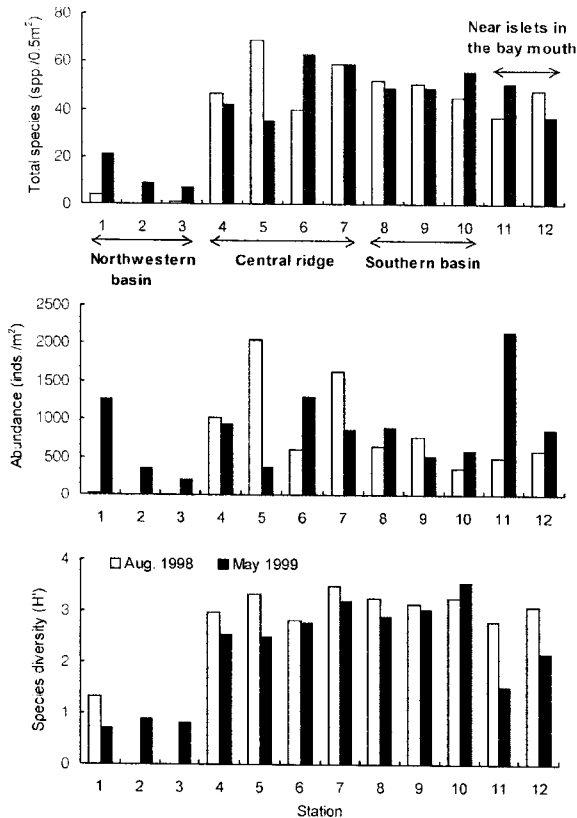 Near islets in
the bay mouth
Total species (spp /0.5m²)
80
60
40
20
0
1 2 3 4 5 6 7 8 9 10 11 12
Northwestern
basin
Central ridge
Southern basin
Abundance (inds /m²)
2500
2000
1500
1000
500
0
1 2 3 4 5 6 7 8 9 10 11 12
Aug. 1998 May 1999
Species diversity (H')
4
3
2
1
0
1 2 3 4 5 6 7 8 9 10 11 12
Station